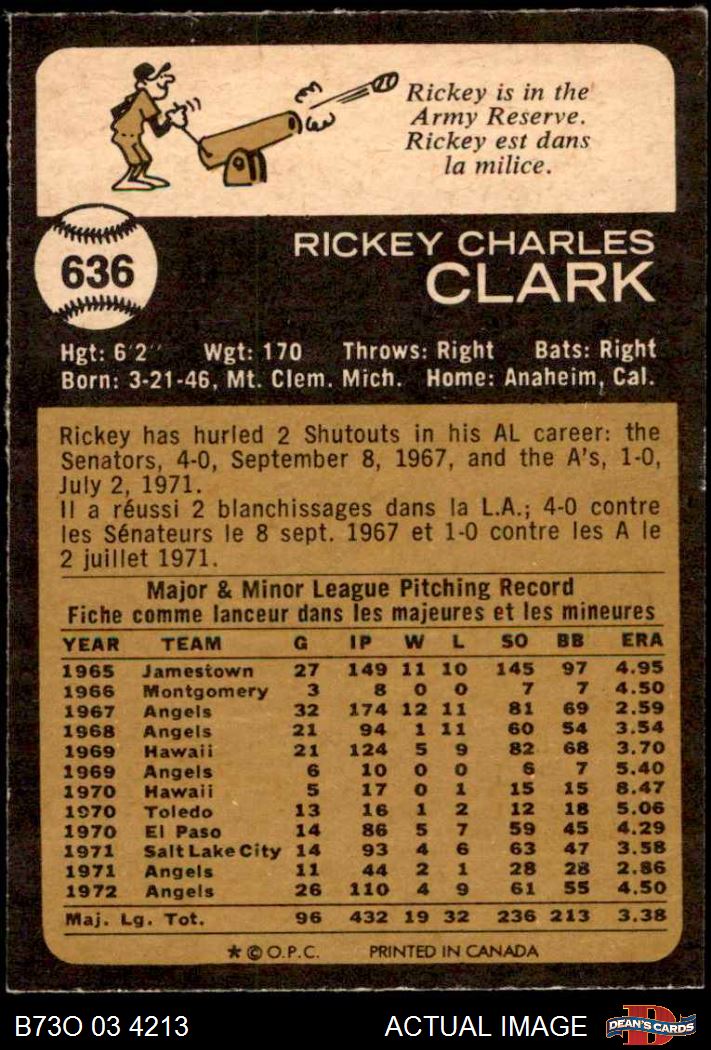 Rickey is in the
Army Reserve.
Rickey est dans
la milice.
636
RICKEY CHARLES
CLARK
Hgt: 6'2" Wgt: 170 Throws: Right Bats: Right
Born: 3-21-46, Mt. Clem. Mich. Home: Anaheim, Cal.
Rickey has hurled 2 Shutouts in his AL career: the
Senators, 4-0, September 8, 1967, and the A's, 1-0,
July 2, 1971.
Il a réussi 2 blanchissages dans la L.A.; 4-0 contre
les Sénateurs le 8 sept. 1967 et 1-0 contre les A le
2 juillet 1971.
Major & Minor League Pitching Record
Fiche comme lanceur dans les majeures et les mineures
YEAR TEAM G IP W L SO BB ERA
1965 Jamestown 27 149 11 10 145 97 4.95
1966 Montgomery 3 8 0 0 7 7 4.50
1967 Angels 32 174 12 11 81 69 2.59
1968 Angels 21 94 1 11 60 54 3.54
1969 Hawaii 21 124 5 9 82 68 3.70
1969 Angels 6 10 0 0 6 7 5.40
1970 Hawaii 5 17 0 1 15 15 8.47
1970 Toledo 13 16 1 2 12 18 5.06
1970 El Paso 14 86 5 7 59 45 4.29
1971 Salt Lake City 14 93 4 6 63 47 3.58
1971 Angels 11 44 2 1 28 28 2.86
1972 Angels 26 110 4 9 61 55 4.50
Maj. Lg. Tot. 96 432 19 32 236 213 3.38
* © O.P.C. PRINTED IN CANADA
B73O 03 4213 ACTUAL IMAGE D DEAN'S CARDS